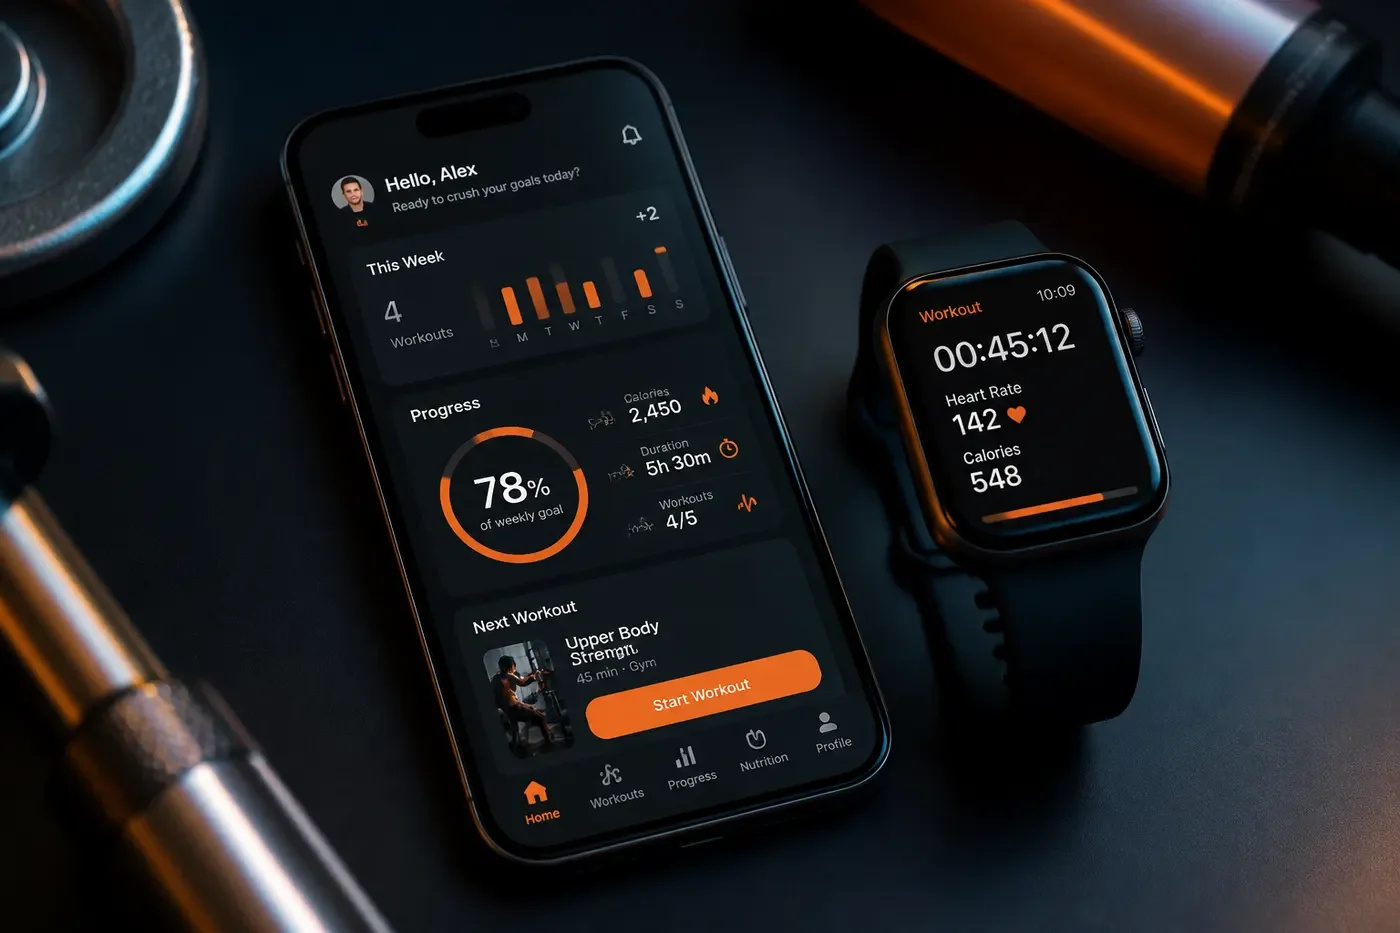 Hello, Alex
Ready to crush your goals today?
This Week
+2
4
Workouts
M
T
W
T
F
S
S
Progress
78%
of weekly goal
Calories
2,450
Duration
5h 30m
Workouts
4/5
Next Workout
Upper Body
45 min · Gym
Start Workout
Home
Workouts
Progress
Nutrition
Profile
Workout
10:09
00:45:12
Heart Rate
142
Calories
548